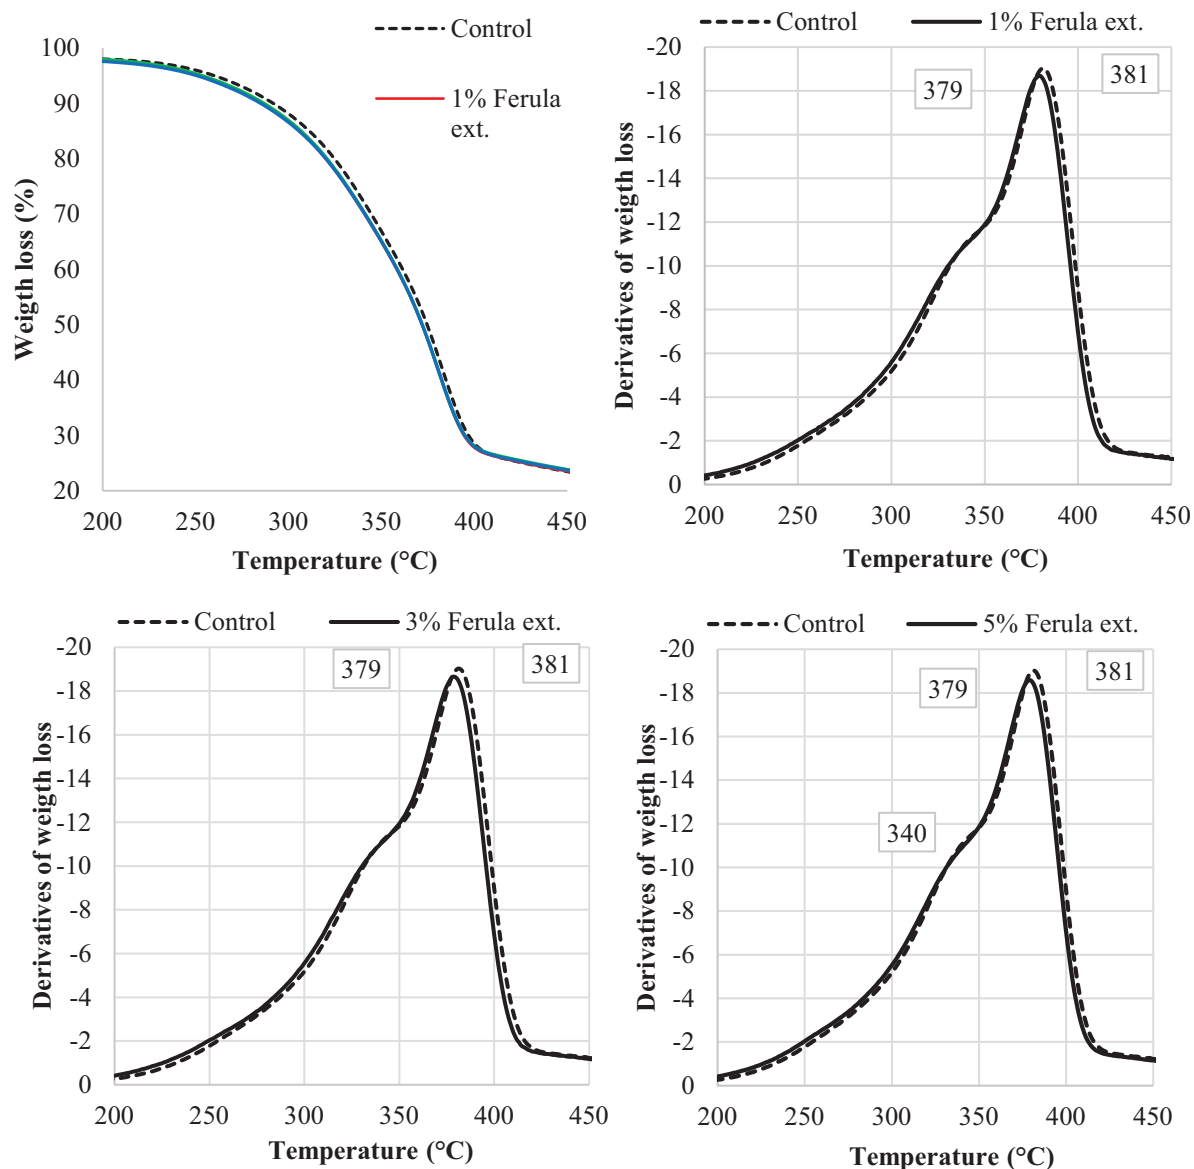 Control
1% Ferula
ext.
100
90
80
70
60
50
40
30
20
Weigth loss (%)
200 250 300 350 400 450
Temperature (°C)
Control 1% Ferula ext.
-20
-18
-16
-14
-12
-10
-8
-6
-4
-2
0
379
381
Derivatives of weigth loss
200 250 300 350 400 450
Temperature (°C)
Control 3% Ferula ext.
-20
-18
-16
-14
-12
-10
-8
-6
-4
-2
0
379
381
Derivatives of weigth loss
200 250 300 350 400 450
Temperature (°C)
Control 5% Ferula ext.
-20
-18
-16
-14
-12
-10
-8
-6
-4
-2
0
379
381
340
Derivatives of weigth loss
200 250 300 350 400 450
Temperature (°C)